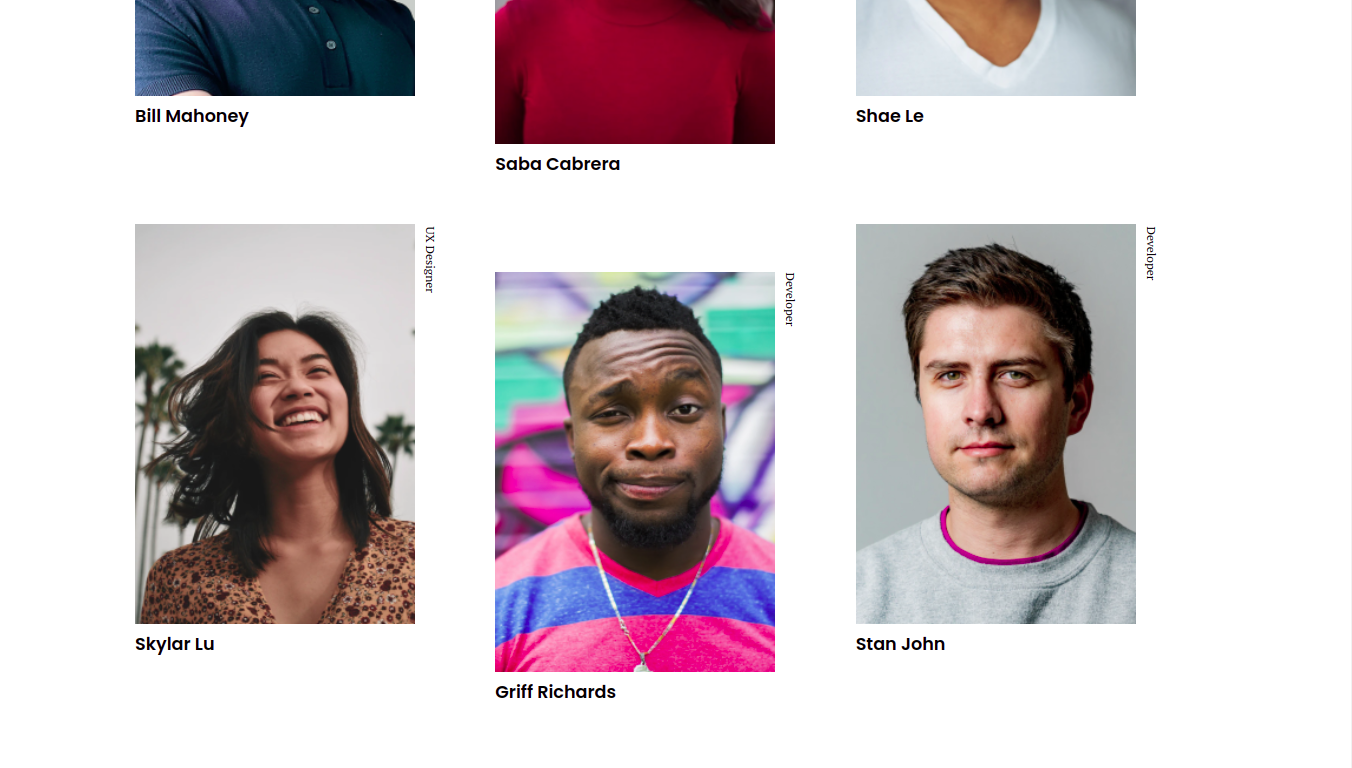 Bill Mahoney
Saba Cabrera
Shae Le
UX Designer
Skylar Lu
Developer
Griff Richards
Developer
Stan John